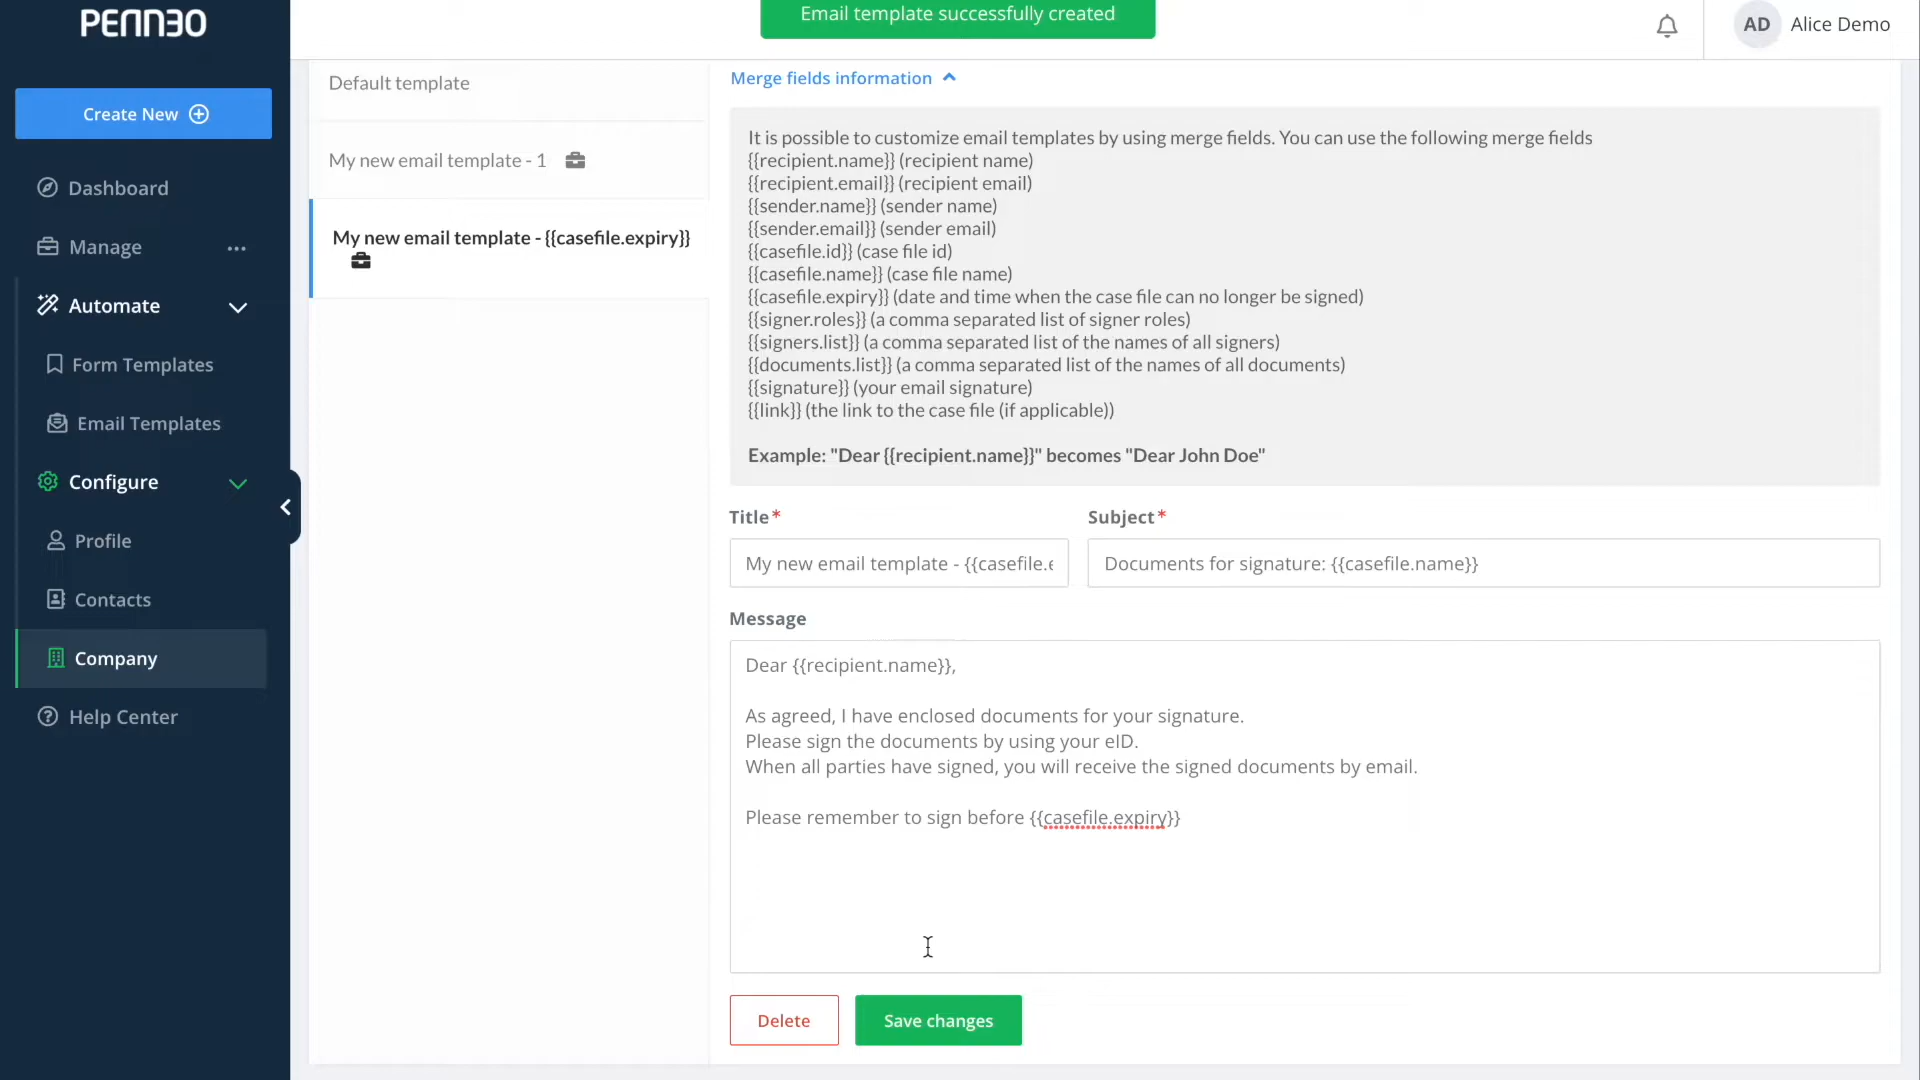 PENNEO
Email template successfully created
AD
Alice Demo
Create New
Dashboard
Manage
Automate
Form Templates
Email Templates
Configure
Profile
Contacts
Company
Help Center
Default template
My new email template - 1
My new email template - {{casefile.expiry}}
Merge fields information
It is possible to customize email templates by using merge fields. You can use the following merge fields
{{recipient.name}} (recipient name)
{{recipient.email}} (recipient email)
{{sender.name}} (sender name)
{{sender.email}} (sender email)
{{casefile.id}} (case file id)
{{casefile.name}} (case file name)
{{casefile.expiry}} (date and time when the case file can no longer be signed)
{{signer.roles}} (a comma separated list of signer roles)
{{signers.list}} (a comma separated list of the names of all signers)
{{documents.list}} (a comma separated list of the names of all documents)
{{signature}} (your email signature)
{{link}} (the link to the case file (if applicable))
Example: "Dear {{recipient.name}}" becomes "Dear John Doe"
Title*
Subject*
My new email template - {{casefile.e
Documents for signature: {{casefile.name}}
Message
Dear {{recipient.name}},
As agreed, I have enclosed documents for your signature.
Please sign the documents by using your eID.
When all parties have signed, you will receive the signed documents by email.
Please remember to sign before {{casefile.expiry}}
Delete
Save changes